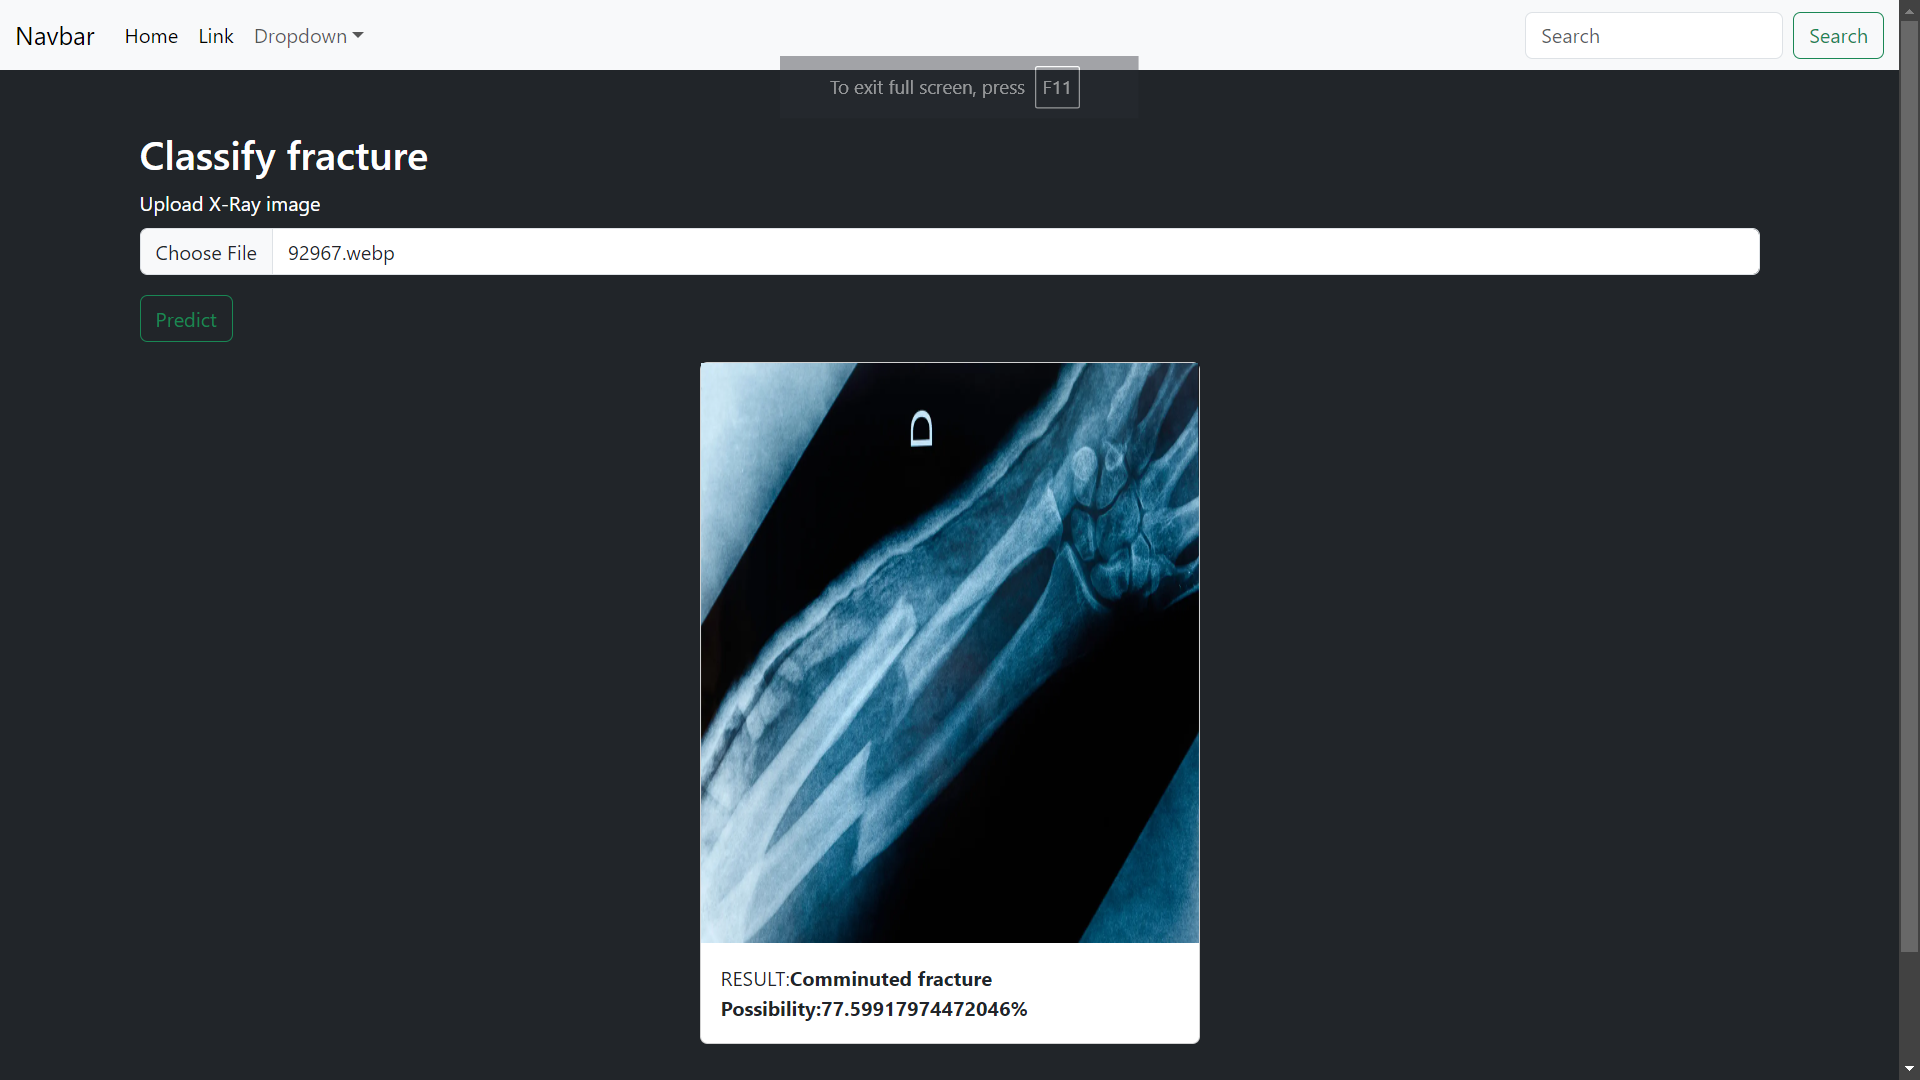 Navbar Home Link Dropdown Search Search
To exit full screen, press F11
Classify fracture
Upload X-Ray image
Choose File 92967.webp
Predict
D
RESULT:Comminuted fracture
Possibility:77.59917974472046%